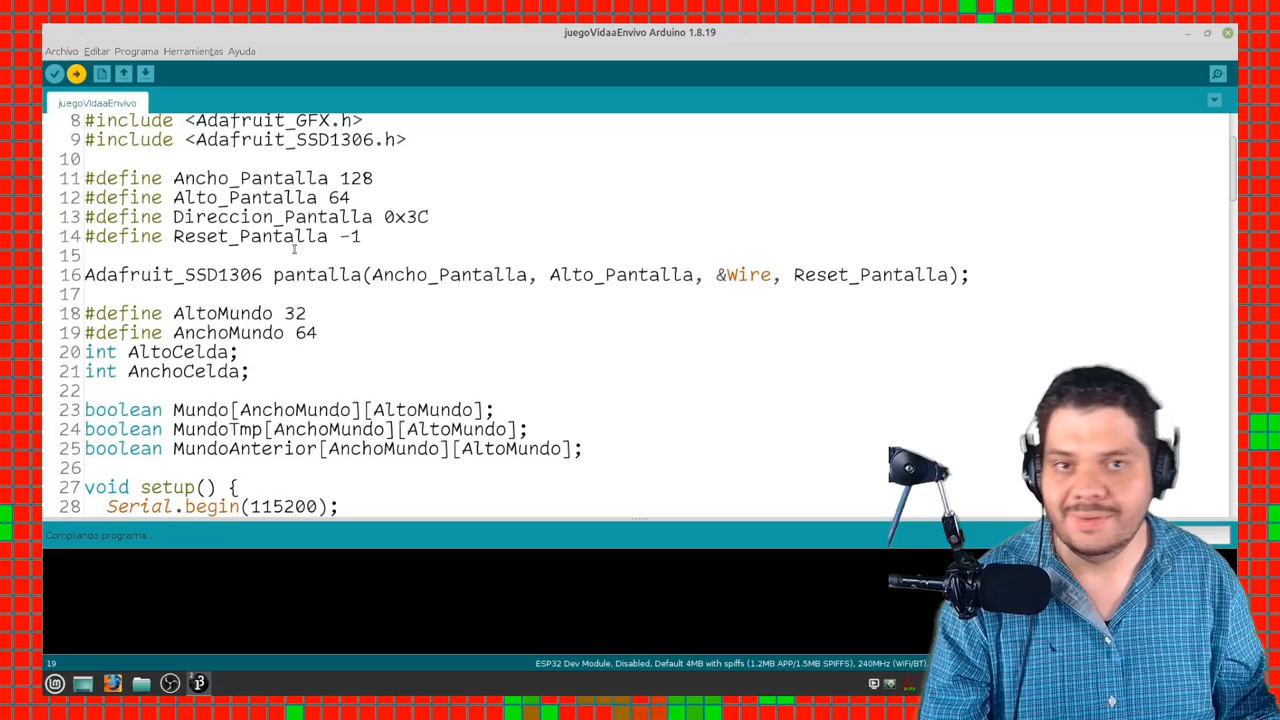 juegoVidaaEnvivo Arduino 1.8.19
Archivo Editar Programa Herramientas Ayuda
juegoVidaaEnvivo
8 #include <Adafruit_GFX.h>
9 #include <Adafruit_SSD1306.h>
10
11 #define Ancho_Pantalla 128
12 #define Alto_Pantalla 64
13 #define Direccion_Pantalla 0x3C
14 #define Reset_Pantalla -1
15
16 Adafruit_SSD1306 pantalla(Ancho_Pantalla, Alto_Pantalla, &Wire, Reset_Pantalla);
17
18 #define AltoMundo 32
19 #define AnchoMundo 64
20 int AltoCelda;
21 int AnchoCelda;
22
23 boolean Mundo[AnchoMundo][AltoMundo];
24 boolean MundoTmp[AnchoMundo][AltoMundo];
25 boolean MundoAnterior[AnchoMundo][AltoMundo];
26
27 void setup() {
28 Serial.begin(115200);
Compilando programa...
19 ESP32 Dev Module, Disabled, Default 4MB with spiffs (1.2MB APP/1.5MB SPIFFS), 240MHz (WiFi/BT),